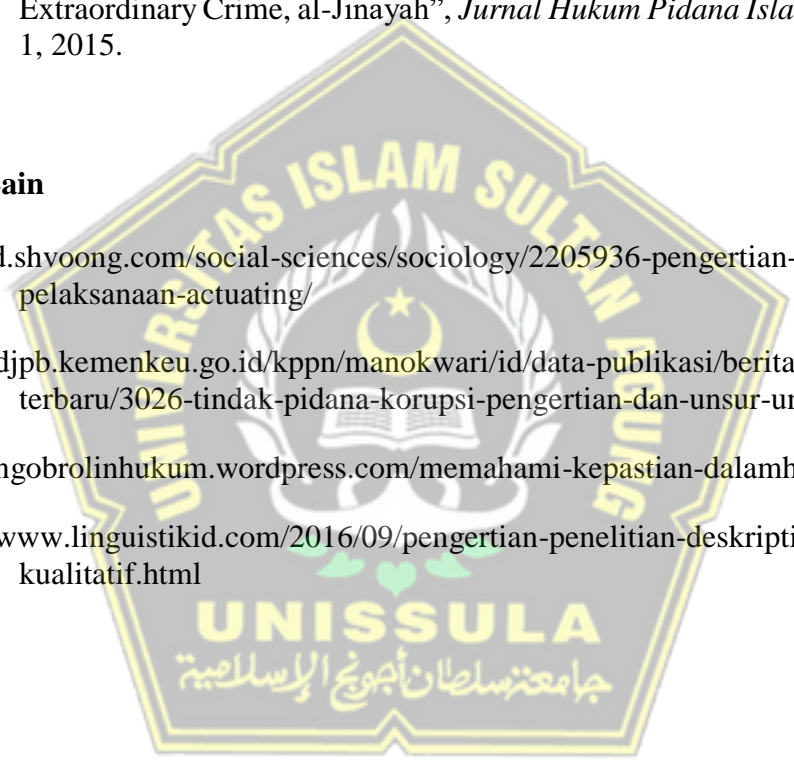 Extraordinary Crime, al-Jinayah”, Jurnal Hukum Pidana Isla
1, 2015.
ain
d.shvoong.com/social-sciences/sociology/2205936-pengertian-
pelaksanaan-actuating/
djpb.kemenkeu.go.id/kppn/manokwari/id/data-publikasi/berita
terbaru/3026-tindak-pidana-korupsi-pengertian-dan-unsur-un
ngobrolinhukum.wordpress.com/memahami-kepastian-dalamh
www.linguistikid.com/2016/09/pengertian-penelitian-deskripti
kualitatif.html
UNIVERSITAS ISLAM SULTAN AGUNG
UNISSULA
جامعة سلطان أجونج الإسلامية